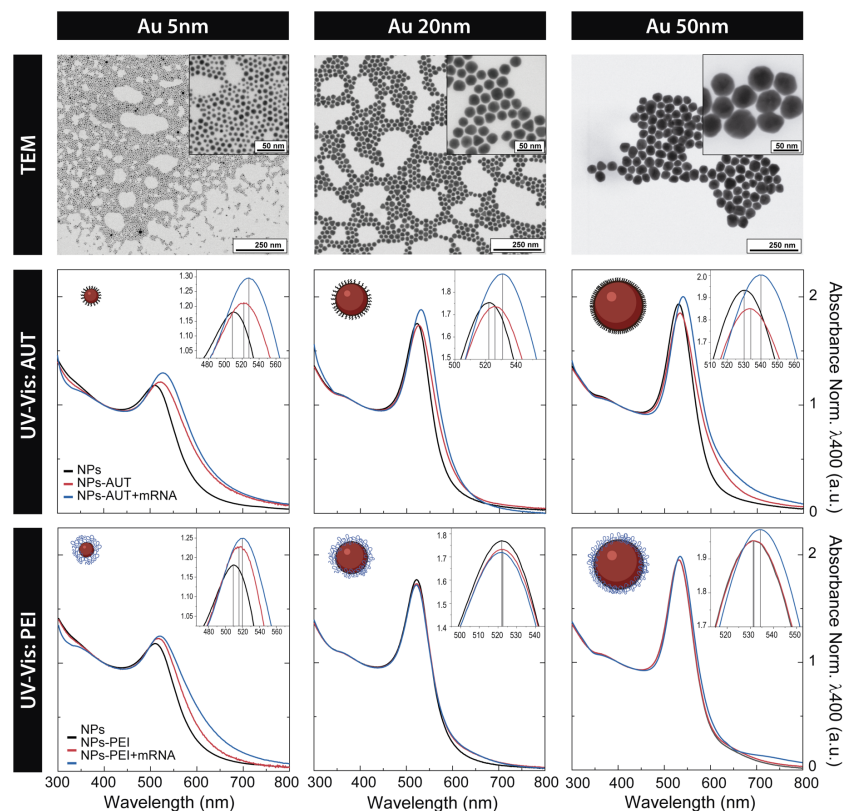 Au 5nm
Au 20nm
Au 50nm
TEM
50 nm
250 nm
50 nm
250 nm
50 nm
250 nm
UV-Vis: AUT
1.30
1.25
1.20
1.15
1.10
1.05
480 500 520 540 560
NPs
NPs-AUT
NPs-AUT+mRNA
1.8
1.7
1.6
1.5
500 520 540
2.0
1.9
1.8
1.7
510 520 530 540 550 560
2
1
0
Absorbance Norm. λ400 (a.u.)
UV-Vis: PEI
1.25
1.20
1.15
1.10
1.05
480 500 520 540 560
NPs
NPs-PEI
NPs-PEI+mRNA
1.8
1.7
1.6
1.5
1.4
500 510 520 530 540
1.9
1.8
1.7
520 530 540 550
2
1
0
Absorbance Norm. λ400 (a.u.)
300 400 500 600 700 800
Wavelength (nm)
300 400 500 600 700 800
Wavelength (nm)
300 400 500 600 700 800
Wavelength (nm)